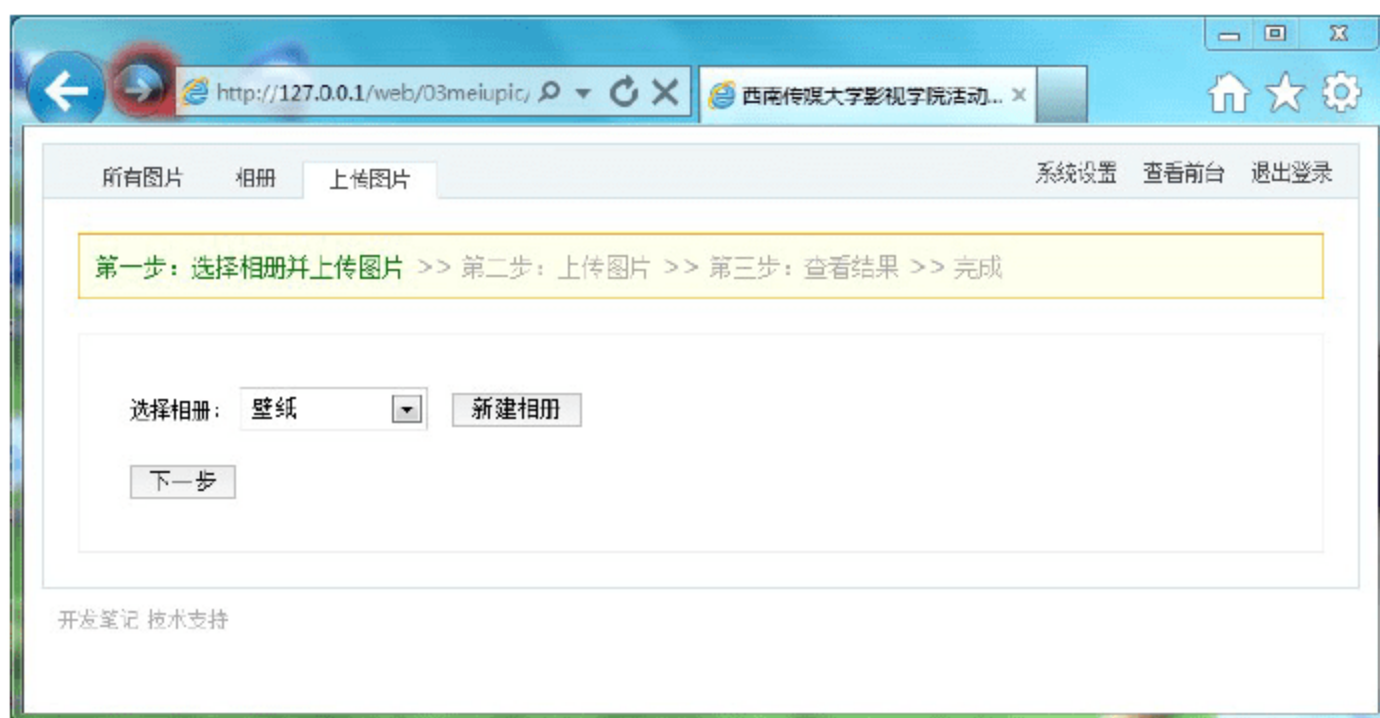 http://127.0.0.1/web/03meiupic/ 西南传媒大学影视学院活动...
所有图片 相册 上传图片 系统设置 查看前台 退出登录
第一步：选择相册并上传图片 >> 第二步：上传图片 >> 第三步：查看结果 >> 完成
选择相册： 壁纸 新建相册
下一步
开发笔记 技术支持